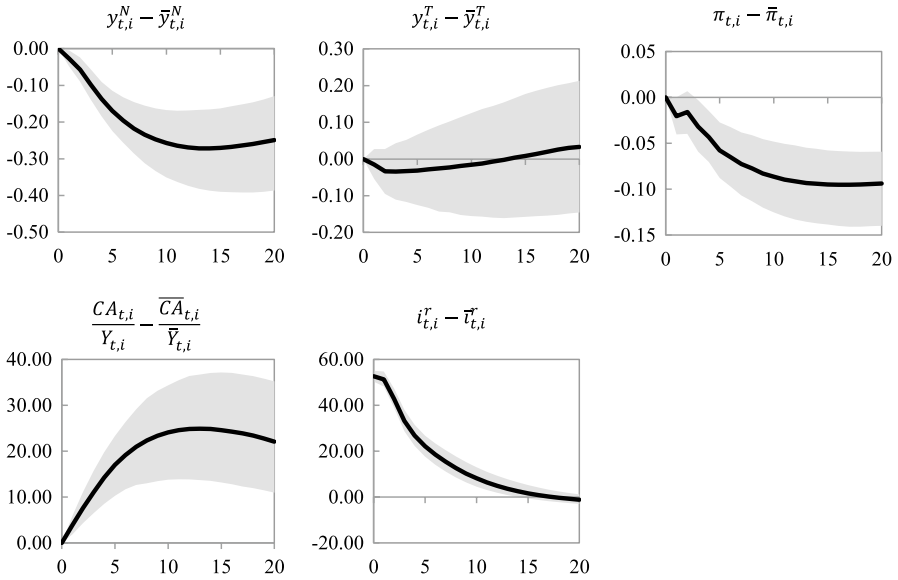 y^N_{t,i} − ȳ^N_{t,i}
0.00
-0.10
-0.20
-0.30
-0.40
-0.50
0 5 10 15 20
y^T_{t,i} − ȳ^T_{t,i}
0.30
0.20
0.10
0.00
-0.10
-0.20
0 5 10 15 20
π_{t,i} − π̄_{t,i}
0.05
0.00
-0.05
-0.10
-0.15
0 5 10 15 20
CA_{t,i}/Y_{t,i} − \overline{CA}_{t,i}/Ȳ_{t,i}
40.00
30.00
20.00
10.00
0.00
0 5 10 15 20
i^r_{t,i} − ī^r_{t,i}
60.00
40.00
20.00
0.00
-20.00
0 5 10 15 20